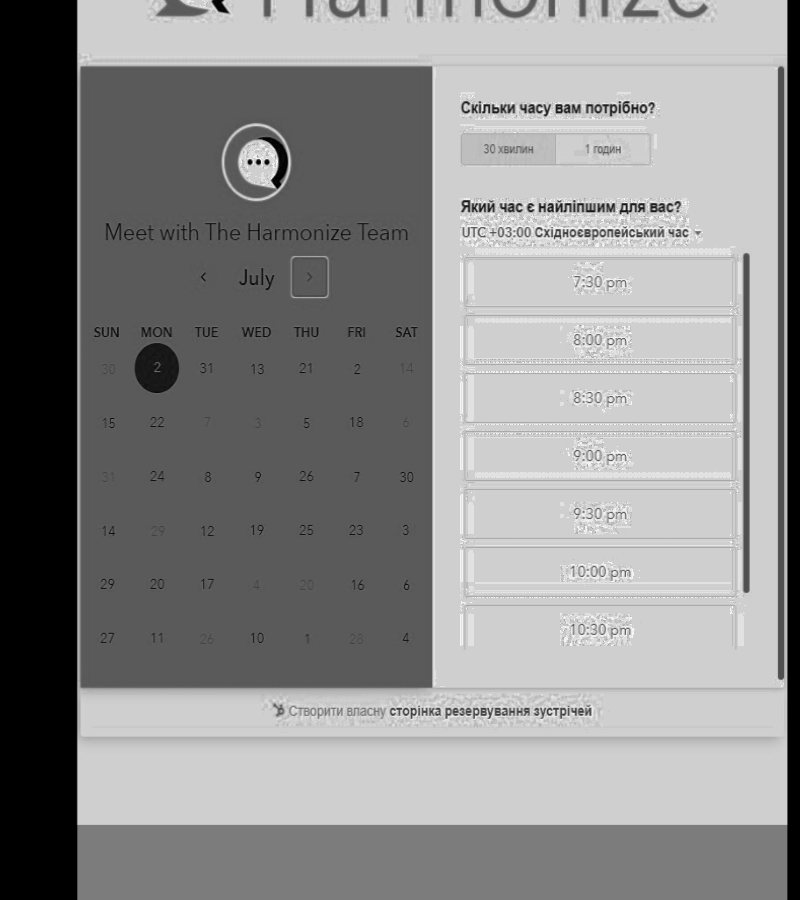 Harmonize
Meet with The Harmonize Team
July
SUN MON TUE WED THU FRI SAT
30 2 31 13 21 2 14
15 22 7 3 5 18 6
31 24 8 9 26 7 30
14 29 12 19 25 23 3
29 20 17 4 20 16 6
27 11 26 10 1 28 4
Скільки часу вам потрібно?
30 хвилин 1 годин
Який час є найліпшим для вас?
UTC +03:00 Східноєвропейський час
7:30 pm
8:00 pm
8:30 pm
9:00 pm
9:30 pm
10:00 pm
10:30 pm
Створити власну сторінка резервування зустрічей